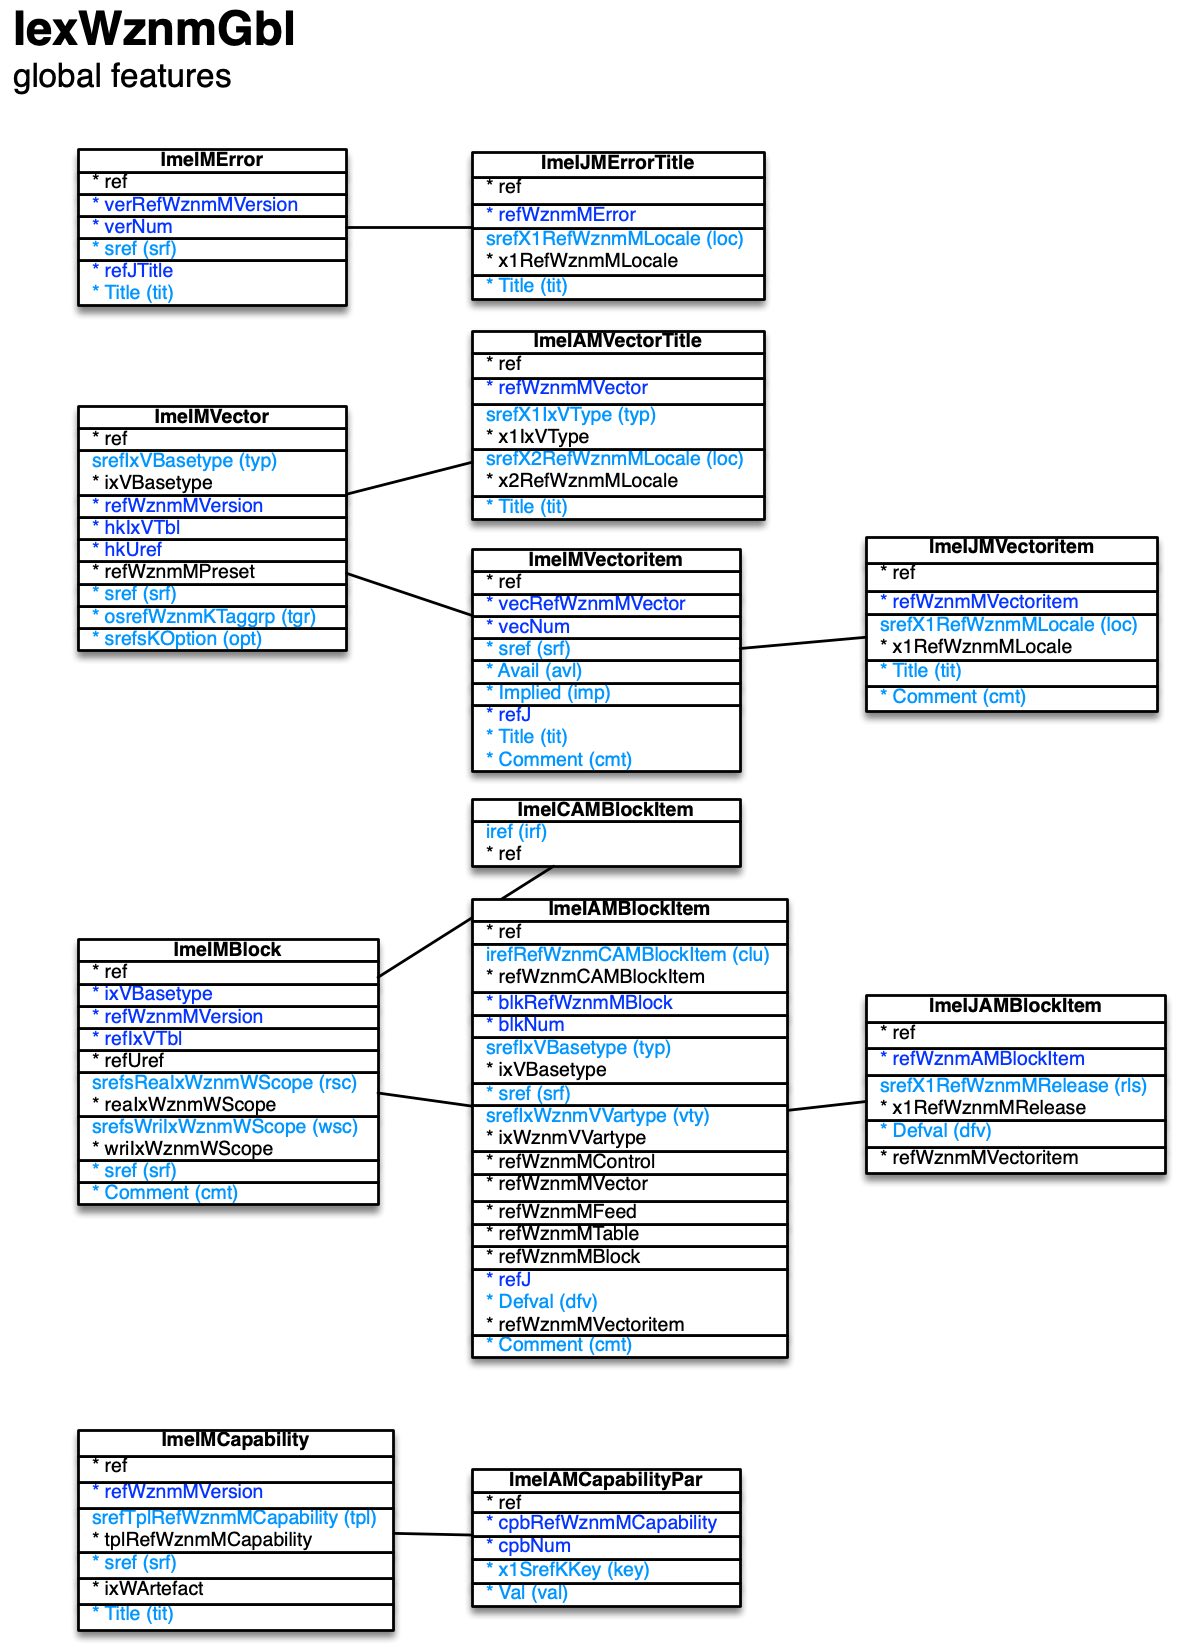 IexWznmGbl
global features
ImeIMError
* ref
* verRefWznmMVersion
* verNum
* sref (srf)
* refJTitle
* Title (tit)
ImeIJMErrorTitle
* ref
* refWznmMError
srefX1RefWznmMLocale (loc)
* x1RefWznmMLocale
* Title (tit)
ImeIAMVectorTitle
* ref
* refWznmMVector
srefX1IxVType (typ)
* x1IxVType
srefX2RefWznmMLocale (loc)
* x2RefWznmMLocale
* Title (tit)
ImeIMVector
* ref
srefIxVBasetype (typ)
* ixVBasetype
* refWznmMVersion
* hkIxVTbl
* hkUref
* refWznmMPreset
* sref (srf)
* osrefWznmKTaggrp (tgr)
* srefsKOption (opt)
ImeIMVectoritem
* ref
* vecRefWznmMVector
* vecNum
* sref (srf)
* Avail (avl)
* Implied (imp)
* refJ
* Title (tit)
* Comment (cmt)
ImeIJMVectoritem
* ref
* refWznmMVectoritem
srefX1RefWznmMLocale (loc)
* x1RefWznmMLocale
* Title (tit)
* Comment (cmt)
ImeICAMBlockItem
iref (irf)
* ref
ImeIMBlock
* ref
* ixVBasetype
* refWznmMVersion
* refIxVTbl
* refUref
srefsReaIxWznmWScope (rsc)
* reaIxWznmWScope
srefsWriIxWznmWScope (wsc)
* wriIxWznmWScope
* sref (srf)
* Comment (cmt)
ImeIAMBlockItem
* ref
irefRefWznmCAMBlockItem (clu)
* refWznmCAMBlockItem
* blkRefWznmMBlock
* blkNum
srefIxVBasetype (typ)
* ixVBasetype
* sref (srf)
srefIxWznmVVartype (vty)
* ixWznmVVartype
* refWznmMControl
* refWznmMVector
* refWznmMFeed
* refWznmMTable
* refWznmMBlock
* refJ
* Defval (dfv)
* refWznmMVectoritem
* Comment (cmt)
ImeIJAMBlockItem
* ref
* refWznmAMBlockItem
srefX1RefWznmMRelease (rls)
* x1RefWznmMRelease
* Defval (dfv)
* refWznmMVectoritem
ImeIMCapability
* ref
* refWznmMVersion
srefTplRefWznmMCapability (tpl)
* tplRefWznmMCapability
* sref (srf)
* ixWArtefact
* Title (tit)
ImeIAMCapabilityPar
* ref
* cpbRefWznmMCapability
* cpbNum
* x1SrefKKey (key)
* Val (val)